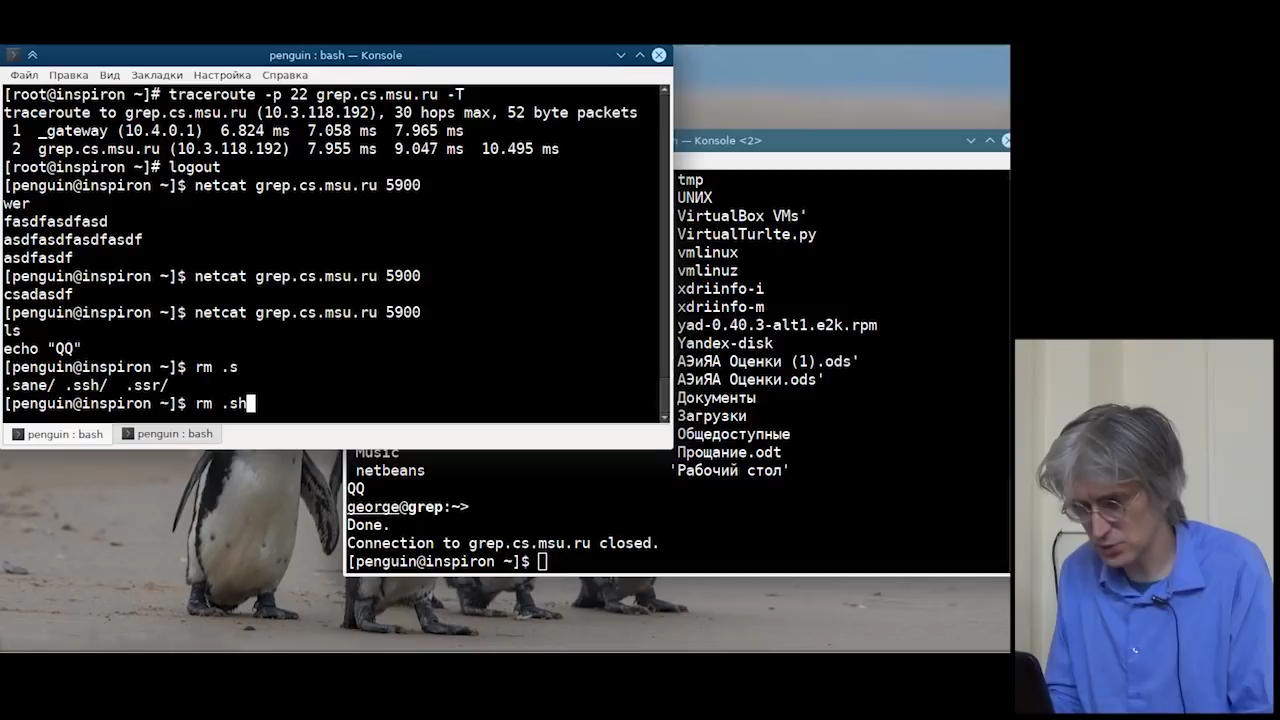 penguin : bash — Konsole
Файл Правка Вид Закладки Настройка Справка
[root@inspiron ~]# traceroute -p 22 grep.cs.msu.ru -T
traceroute to grep.cs.msu.ru (10.3.118.192), 30 hops max, 52 byte packets
1 _gateway (10.4.0.1) 6.824 ms 7.058 ms 7.965 ms
2 grep.cs.msu.ru (10.3.118.192) 7.955 ms 9.047 ms 10.495 ms
[root@inspiron ~]# logout
[penguin@inspiron ~]$ netcat grep.cs.msu.ru 5900
wer
fasdfasdfasd
asdfasdfasdfasdf
asdfasdf
[penguin@inspiron ~]$ netcat grep.cs.msu.ru 5900
csadasdf
[penguin@inspiron ~]$ netcat grep.cs.msu.ru 5900
ls
echo "QQ"
[penguin@inspiron ~]$ rm .s
.sane/ .ssh/ .ssr/
[penguin@inspiron ~]$ rm .sh
penguin : bash
penguin : bash
— Konsole <2>
tmp
UNИX
VirtualBox VMs'
VirtualTurlte.py
vmlinux
vmlinuz
xdriinfo-i
xdriinfo-m
yad-0.40.3-alt1.e2k.rpm
Yandex-disk
АЭиЯА Оценки (1).ods'
АЭиЯА Оценки.ods'
Документы
Загрузки
Общедоступные
Music Прощание.odt
netbeans 'Рабочий стол'
QQ
george@grep:~>
Done.
Connection to grep.cs.msu.ru closed.
[penguin@inspiron ~]$